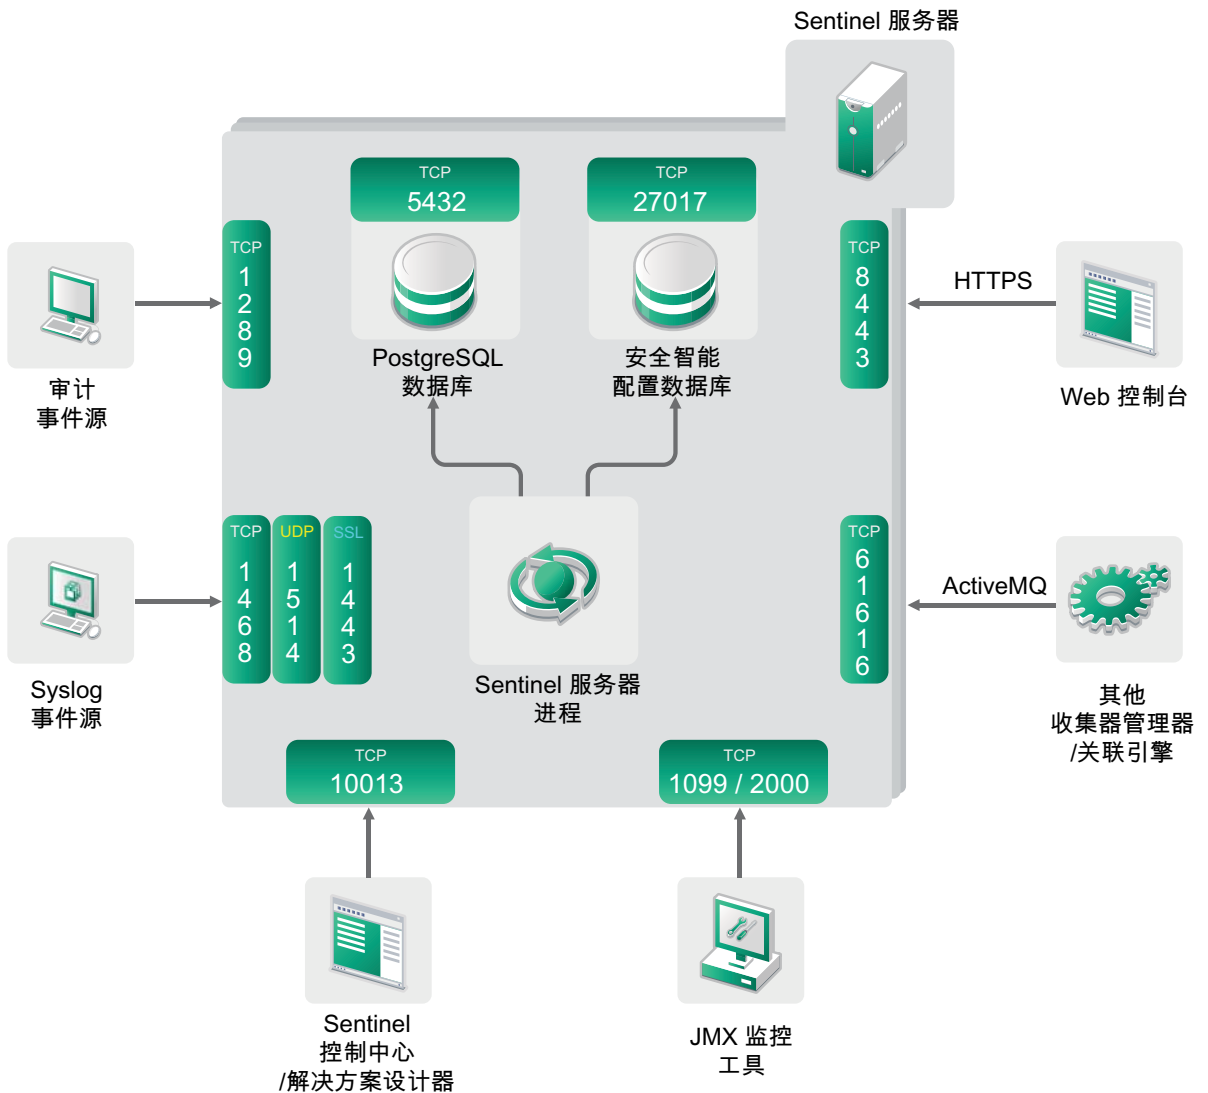 Sentinel 服务器
TCP
5432
TCP
27017
TCP
1
2
8
9
TCP
8
4
4
3
HTTPS
PostgreSQL
数据库
安全智能
配置数据库
审计
事件源
Web 控制台
TCP
1
4
6
8
UDP
1
5
1
4
SSL
1
4
4
3
TCP
6
1
6
1
6
ActiveMQ
Syslog
事件源
Sentinel 服务器
进程
其他
收集器管理器
/关联引擎
TCP
10013
TCP
1099 / 2000
Sentinel
控制中心
/解决方案设计器
JMX 监控
工具